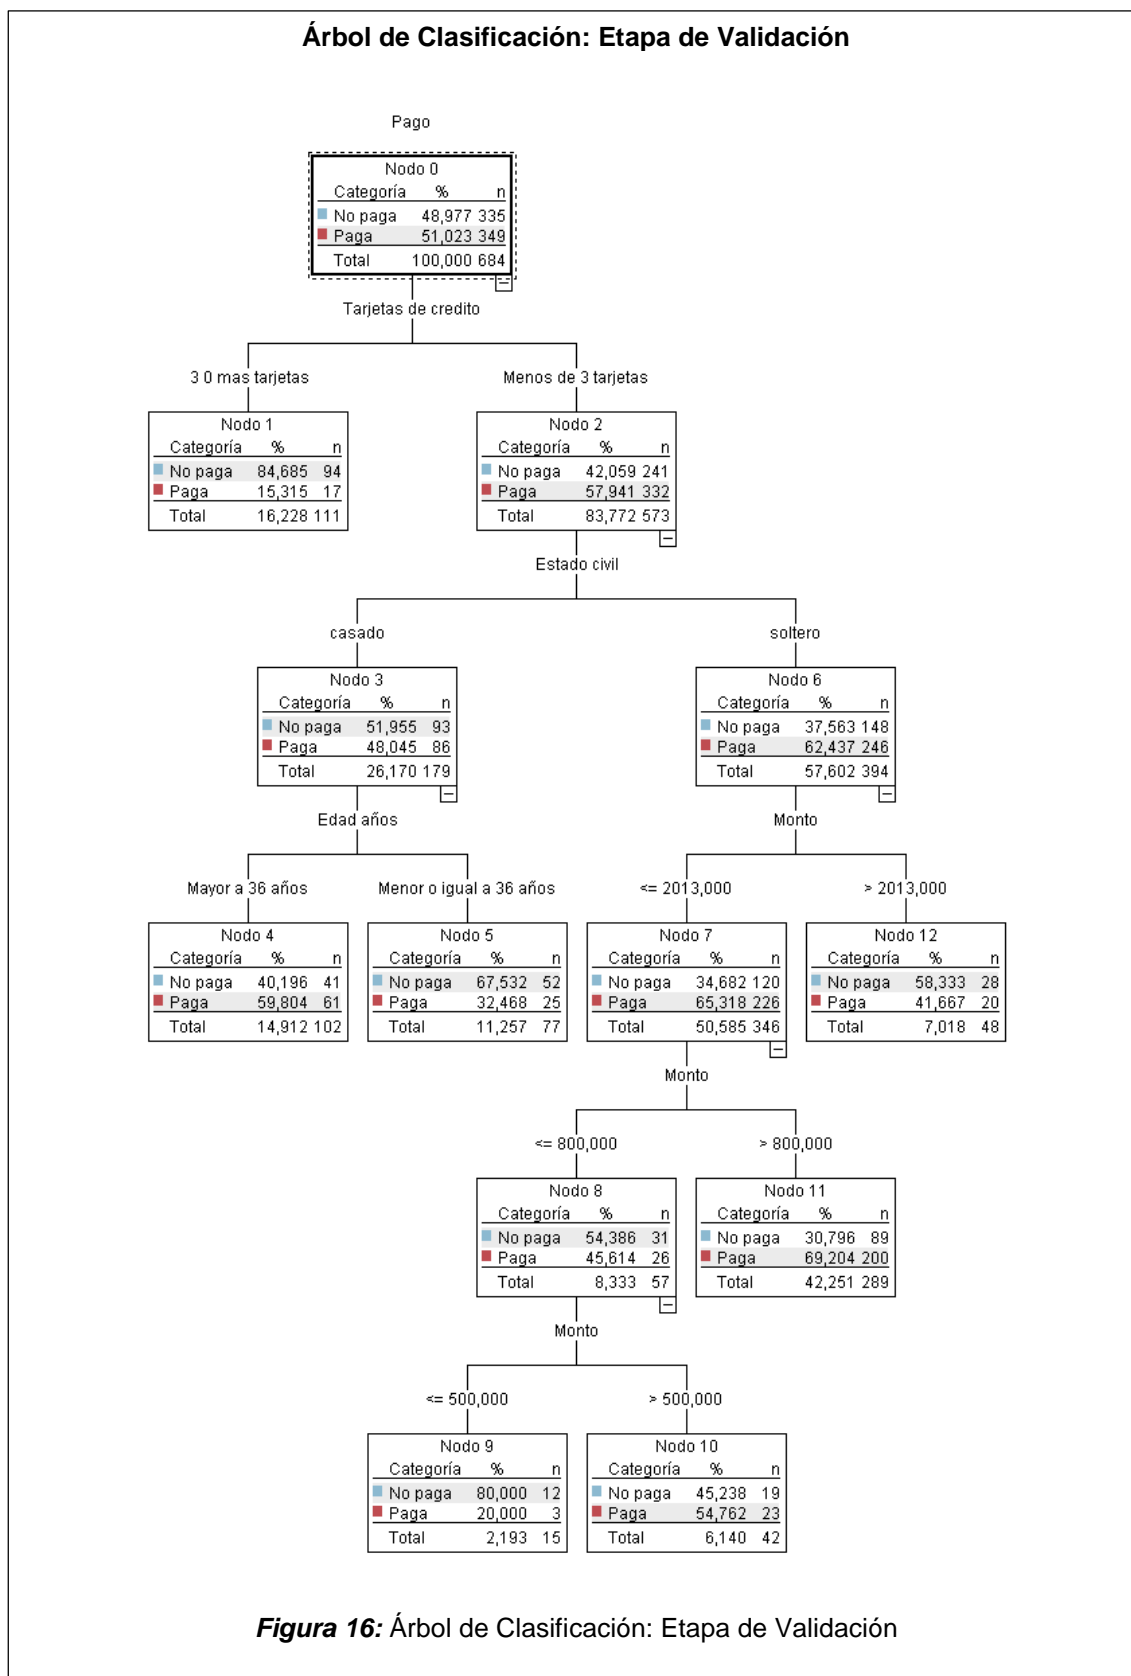 Árbol de Clasificación: Etapa de Validación
Pago
Nodo 0
Categoría % n
No paga 48,977 335
Paga 51,023 349
Total 100,000 684
Tarjetas de credito
3 0 mas tarjetas
Menos de 3 tarjetas
Nodo 1
Categoría % n
No paga 84,685 94
Paga 15,315 17
Total 16,228 111
Nodo 2
Categoría % n
No paga 42,059 241
Paga 57,941 332
Total 83,772 573
Estado civil
casado
soltero
Nodo 3
Categoría % n
No paga 51,955 93
Paga 48,045 86
Total 26,170 179
Nodo 6
Categoría % n
No paga 37,563 148
Paga 62,437 246
Total 57,602 394
Edad años
Monto
Mayor a 36 años
Menor o igual a 36 años
<= 2013,000
> 2013,000
Nodo 4
Categoría % n
No paga 40,196 41
Paga 59,804 61
Total 14,912 102
Nodo 5
Categoría % n
No paga 67,532 52
Paga 32,468 25
Total 11,257 77
Nodo 7
Categoría % n
No paga 34,682 120
Paga 65,318 226
Total 50,585 346
Nodo 12
Categoría % n
No paga 58,333 28
Paga 41,667 20
Total 7,018 48
Monto
<= 800,000
> 800,000
Nodo 8
Categoría % n
No paga 54,386 31
Paga 45,614 26
Total 8,333 57
Nodo 11
Categoría % n
No paga 30,796 89
Paga 69,204 200
Total 42,251 289
Monto
<= 500,000
> 500,000
Nodo 9
Categoría % n
No paga 80,000 12
Paga 20,000 3
Total 2,193 15
Nodo 10
Categoría % n
No paga 45,238 19
Paga 54,762 23
Total 6,140 42
Figura 16: Árbol de Clasificación: Etapa de Validación